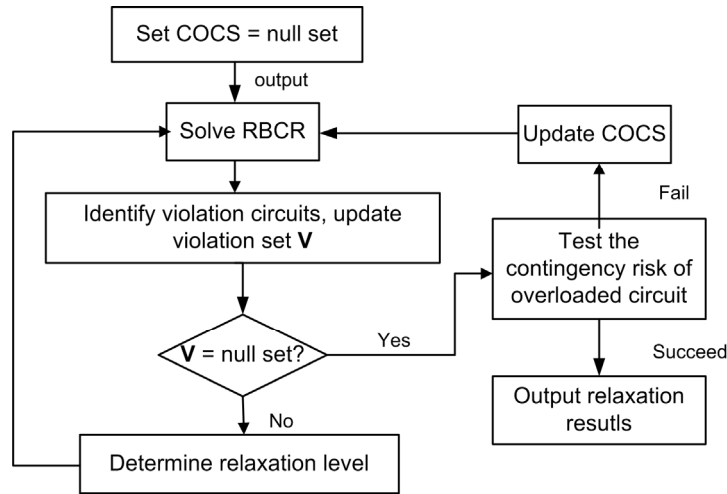 Set COCS = null set
output
Solve RBCR
Update COCS
Identify violation circuits, update
violation set V
Fail
Test the
contingency risk of
overloaded circuit
V = null set?
Yes
Succeed
Output relaxation
resutls
No
Determine relaxation level